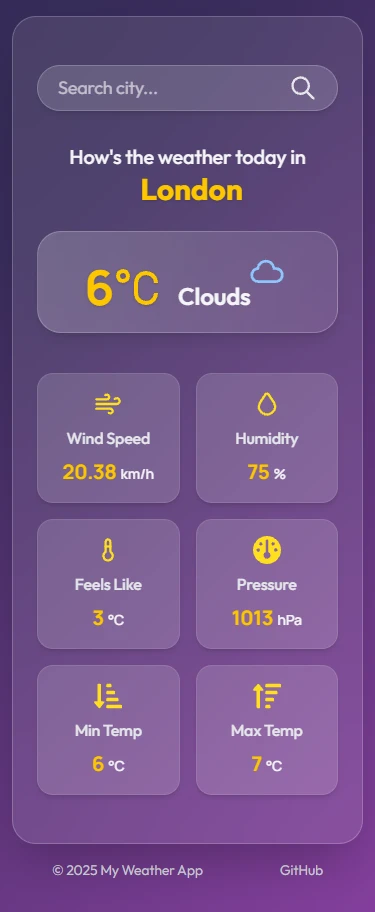 Search city...
How's the weather today in
London
6°C Clouds
Wind Speed
20.38 km/h
Humidity
75 %
Feels Like
3 °C
Pressure
1013 hPa
Min Temp
6 °C
Max Temp
7 °C
© 2025 My Weather App
GitHub